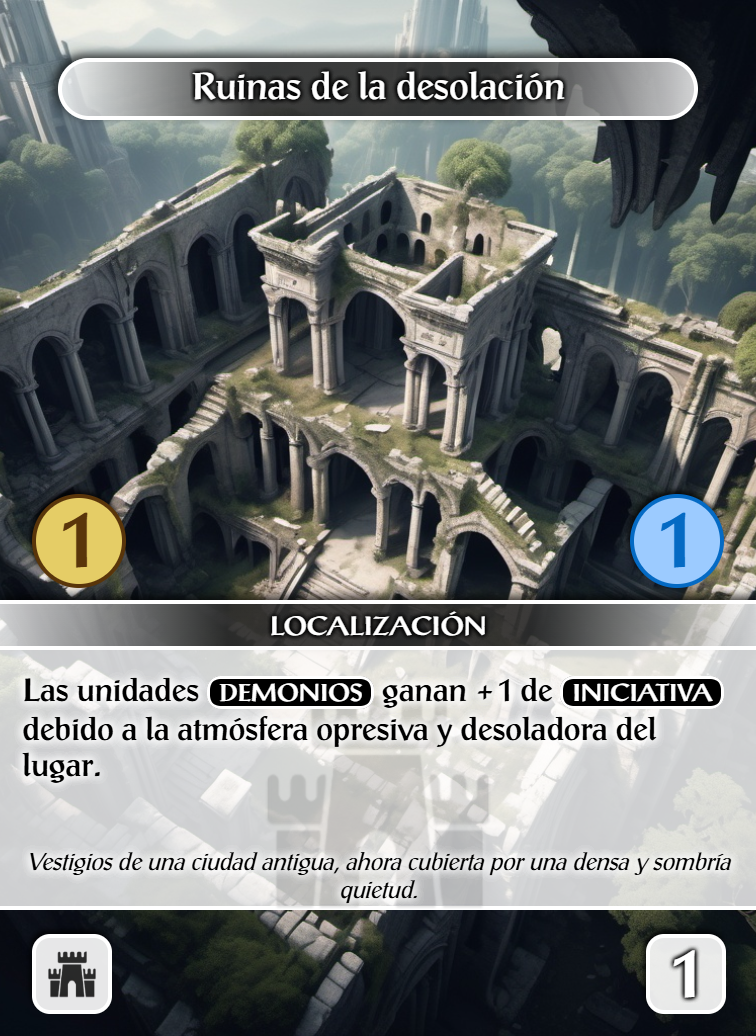 Ruinas de la desolación
1 1
LOCALIZACIÓN
Las unidades DEMONIOS ganan +1 de INICIATIVA
debido a la atmósfera opresiva y desoladora del
lugar.
Vestigios de una ciudad antigua, ahora cubierta por una densa y sombría
quietud.
1